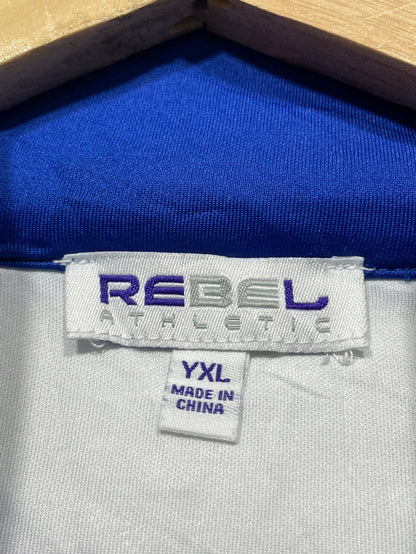 REBEL
ATHLETIC
YXL
MADE IN
CHINA